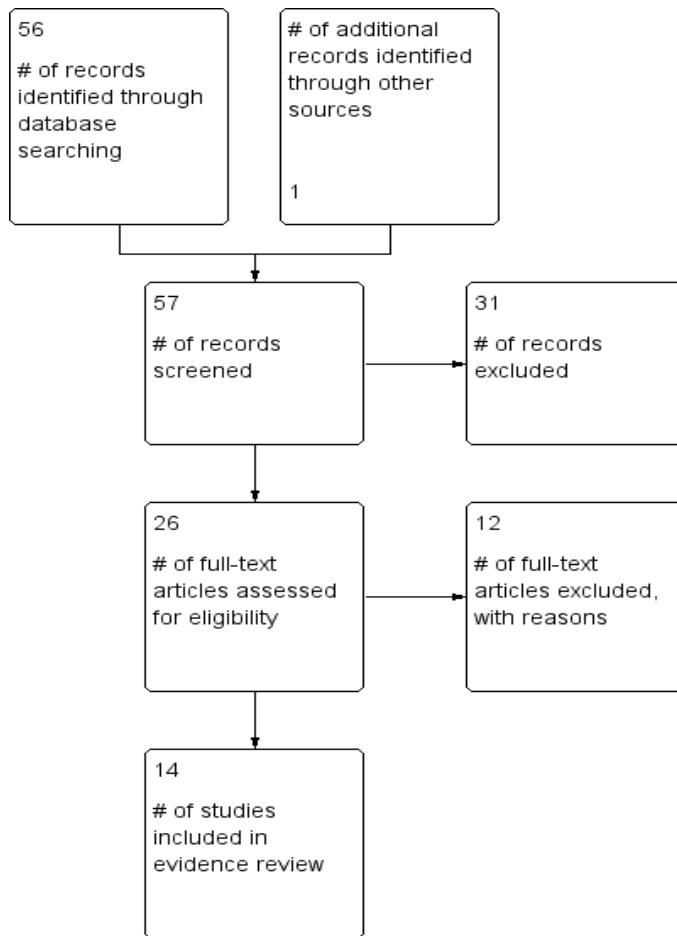 56
# of records
identified through
database
searching
# of additional
records identified
through other
sources
1
57
# of records
screened
31
# of records
excluded
26
# of full-text
articles assessed
for eligibility
12
# of full-text
articles excluded,
with reasons
14
# of studies
included in
evidence review